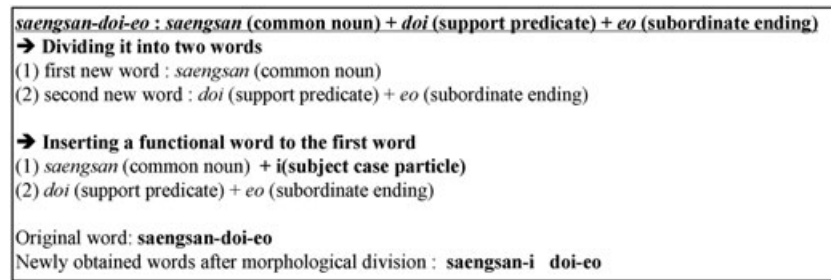 saengsan-doi-eo : saengsan (common noun) + doi (support predicate) + eo (subordinate ending)
➔ Dividing it into two words
(1) first new word : saengsan (common noun)
(2) second new word : doi (support predicate) + eo (subordinate ending)
➔ Inserting a functional word to the first word
(1) saengsan (common noun) + i(subject case particle)
(2) doi (support predicate) + eo (subordinate ending)
Original word: saengsan-doi-eo
Newly obtained words after morphological division : saengsan-i doi-eo